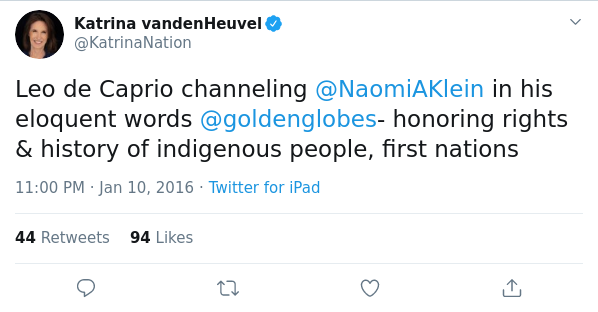 Katrina vandenHeuvel
@KatrinaNation
Leo de Caprio channeling @NaomiAKlein in his
eloquent words @goldenglobes- honoring rights
& history of indigenous people, first nations
11:00 PM · Jan 10, 2016 · Twitter for iPad
44 Retweets 94 Likes